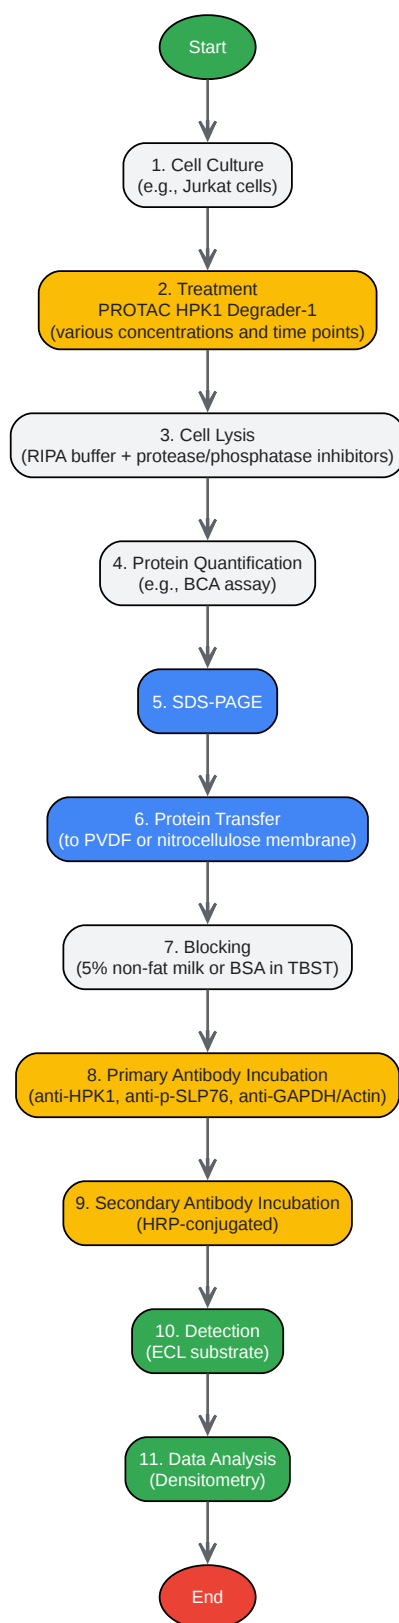 Start
1. Cell Culture
(e.g., Jurkat cells)
2. Treatment
PROTAC HPK1 Degrader-1
(various concentrations and time points)
3. Cell Lysis
(RIPA buffer + protease/phosphatase inhibitors)
4. Protein Quantification
(e.g., BCA assay)
5. SDS-PAGE
6. Protein Transfer
(to PVDF or nitrocellulose membrane)
7. Blocking
(5% non-fat milk or BSA in TBST)
8. Primary Antibody Incubation
(anti-HPK1, anti-p-SLP76, anti-GAPDH/Actin)
9. Secondary Antibody Incubation
(HRP-conjugated)
10. Detection
(ECL substrate)
11. Data Analysis
(Densitometry)
End